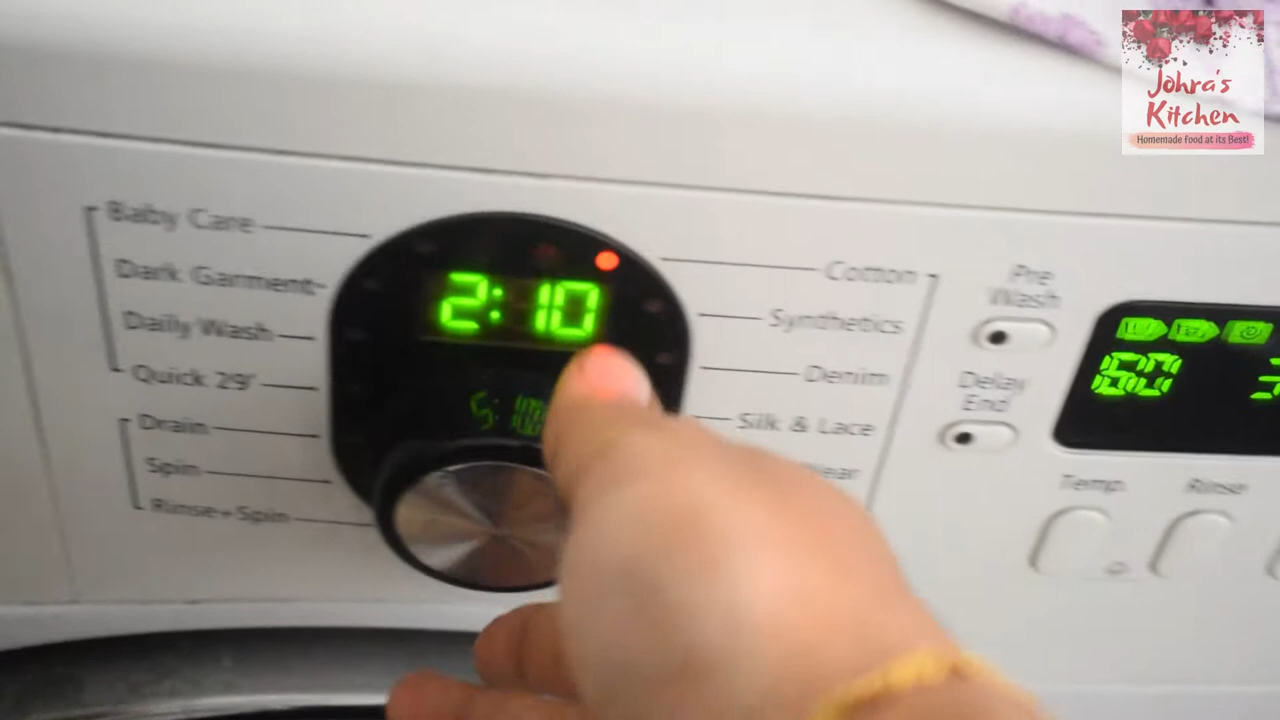 Johra's
Kitchen
Homemade food at its Best!
Baby Care
Dark Garment
Daily Wash
Quick 29'
Drain
Spin
Rinse+Spin
2:10
Cotton
Synthetics
Denim
Silk & Lace
Pre
Wash
Delay
End
60
Temp.
Rinse